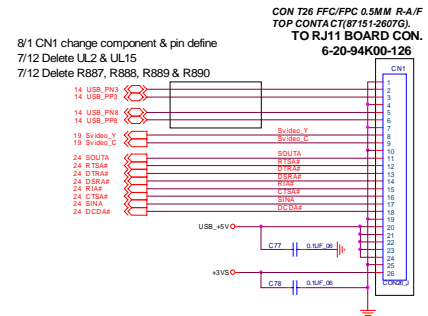 CON T26 FFC/FPC 0.5MM R-A/F
TOP CONTACT(87151-2607G).
TO RJ11 BOARD CON.
6-20-94K00-126
8/1 CN1 change component & pin define
7/12 Delete UL2 & UL15
7/12 Delete R887, R888, R889 & R890
CN1
14 USB_PN3 1
14 USB_PP3 2
3
4
14 USB_PN8 5
14 USB_PP8 6
7
19 Svideo_Y Svideo_Y 8
19 Svideo_C Svideo_C 9
10
24 SOUTA SOUTA 11
24 RTSA# RTSA# 12
24 DTRA# DTRA# 13
24 DSRA# DSRA# 14
24 RIA# RIA# 15
24 CTSA# CTSA# 16
24 SINA SINA 17
24 DCDA# DCDA# 18
19
USB_+5V 20
21
22
C77 0.1UF_06 23
24
+3VS 25
26
C78 0.1UF_06 CON26_J